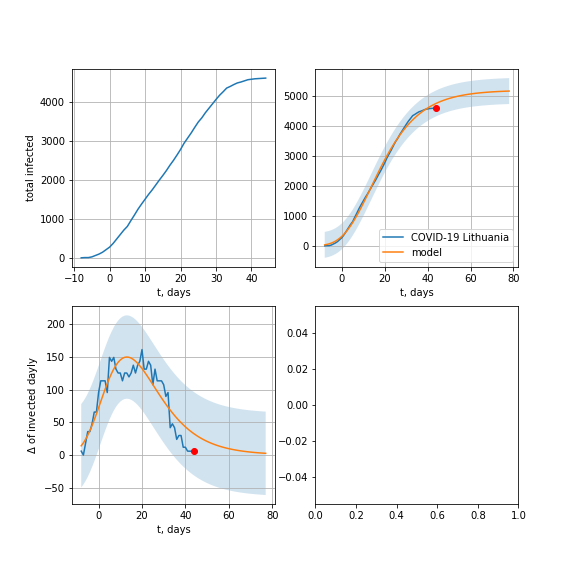 4000
3000
2000
1000
0
total infected
−10 0 10 20 30 40
t, days
5000
4000
3000
2000
1000
0
COVID-19 Lithuania
model
0 20 40 60 80
t, days
200
150
100
50
0
−50
Δ of invected dayly
0 20 40 60 80
t, days
0.04
0.02
0.00
−0.02
−0.04
0.0 0.2 0.4 0.6 0.8 1.0